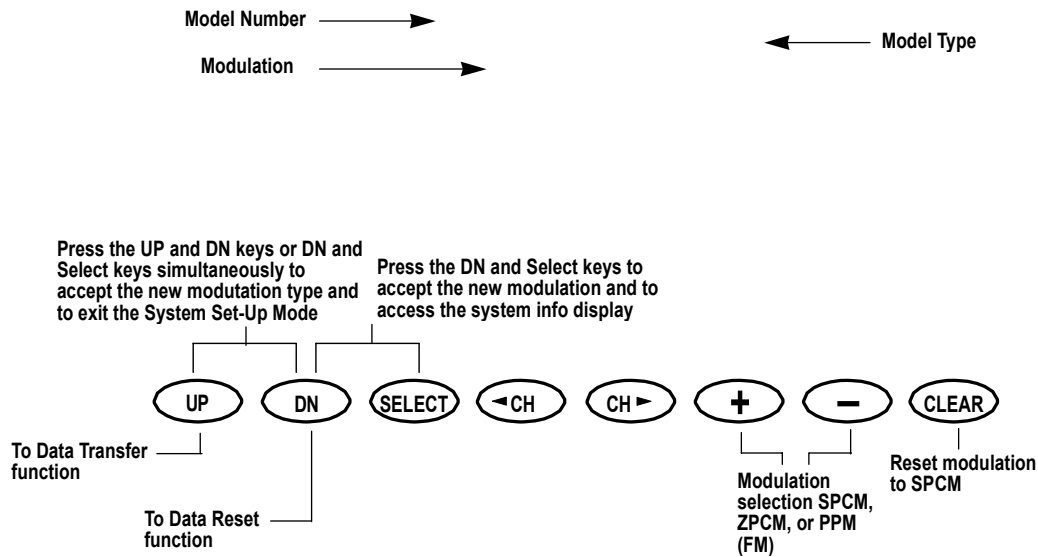 Model Number
Model Type
Modulation
Press the UP and DN keys or DN and
Select keys simultaneously to
accept the new modutation type and
to exit the System Set-Up Mode
Press the DN and Select keys to
accept the new modulation and to
access the system info display
UP
DN
SELECT
◄CH
CH►
+
−
CLEAR
To Data Transfer
function
To Data Reset
function
Modulation
selection SPCM,
ZPCM, or PPM
(FM)
Reset modulation
to SPCM